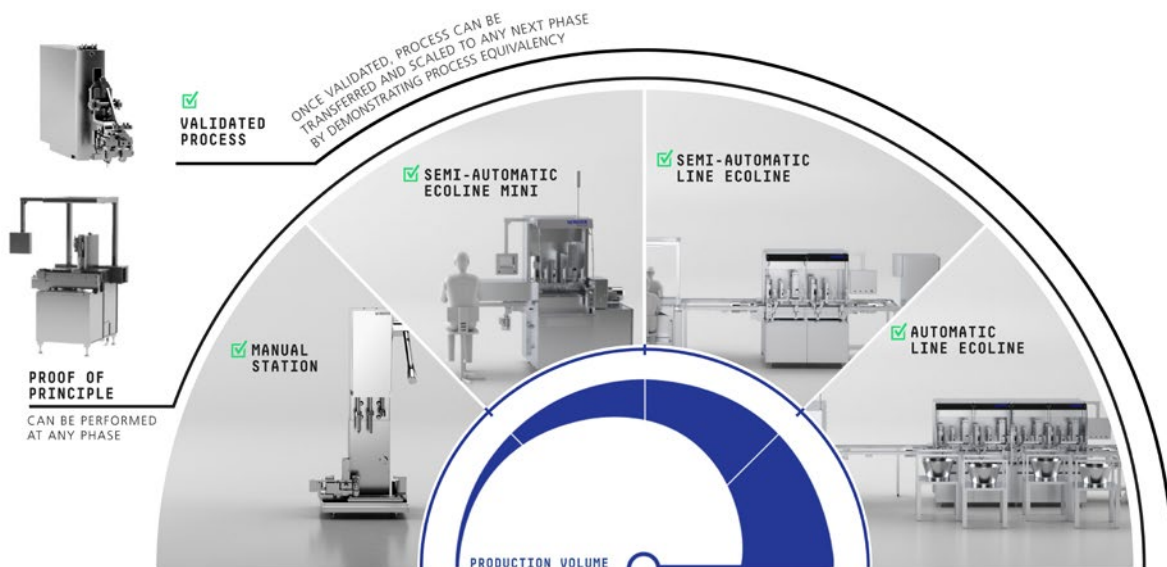 VALIDATED
PROCESS
ONCE VALIDATED, PROCESS CAN BE
TRANSFERRED AND SCALED TO ANY NEXT PHASE
BY DEMONSTRATING PROCESS EQUIVALENCY
PROOF OF
PRINCIPLE
CAN BE PERFORMED
AT ANY PHASE
MANUAL
STATION
SEMI-AUTOMATIC
ECOLINE MINI
SEMI-AUTOMATIC
LINE ECOLINE
AUTOMATIC
LINE ECOLINE
PRODUCTION VOLUME